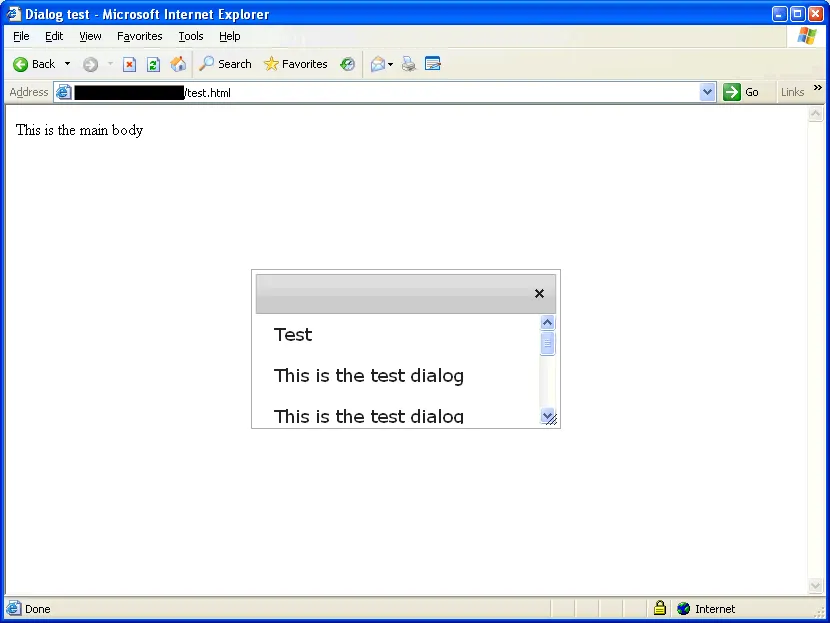 Dialog test - Microsoft Internet Explorer
File Edit View Favorites Tools Help
Back Search Favorites
Address /test.html Go Links »
This is the main body
×
Test
This is the test dialog
This is the test dialog
Done Internet